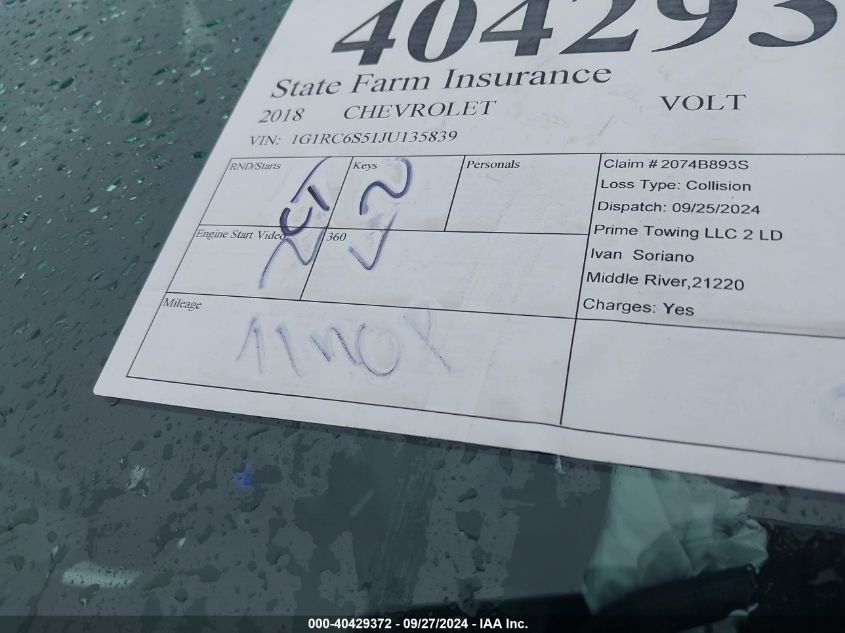 404293
State Farm Insurance
2018 CHEVROLET VOLT
VIN: 1G1RC6S51JU135839
RND/Starts Keys Personals
Claim # 2074B893S
Loss Type: Collision
Dispatch: 09/25/2024
Engine Start Video 360
Prime Towing LLC 2 LD
Ivan Soriano
Middle River,21220
Mileage
Charges: Yes
000-40429372 - 09/27/2024 - IAA Inc.